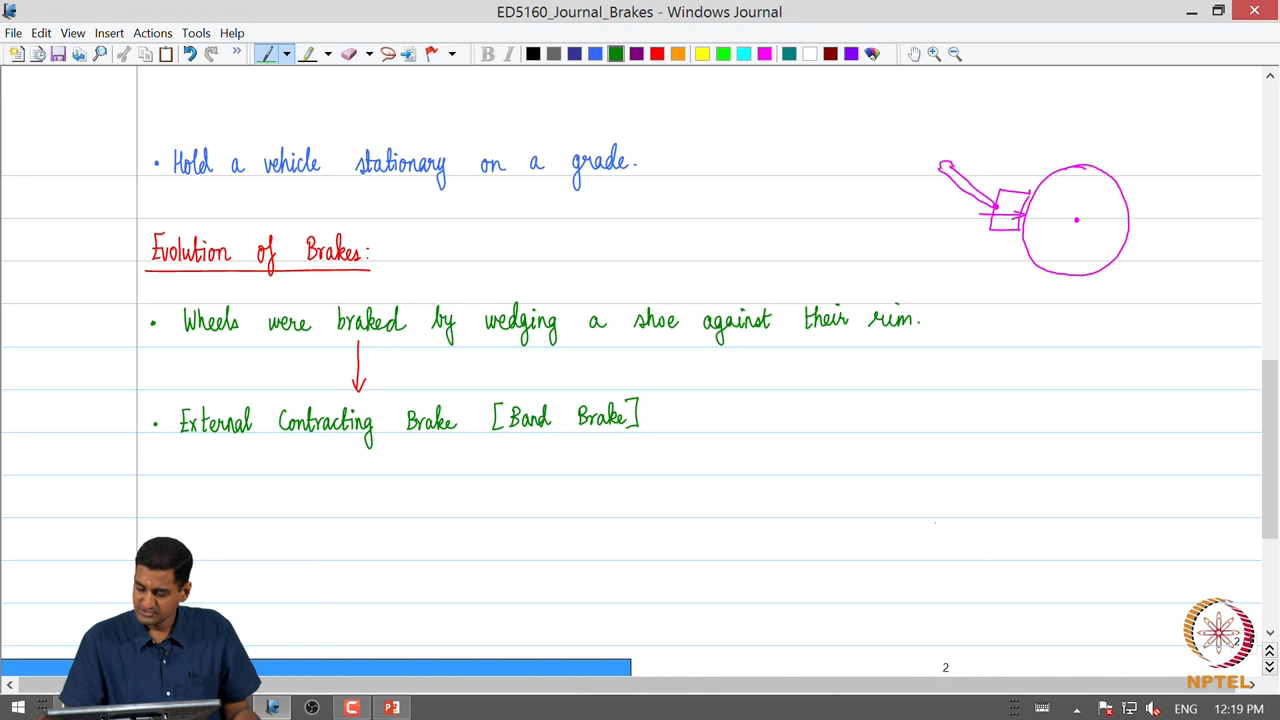 ED5160_Journal_Brakes - Windows Journal
File Edit View Insert Actions Tools Help
B I
• Hold a vehicle stationary on a grade.
Evolution of Brakes:
• Wheels were braked by wedging a shoe against their rim.
• External Contracting Brake [Band Brake]
2
2
NPTEL
ENG 12:19 PM